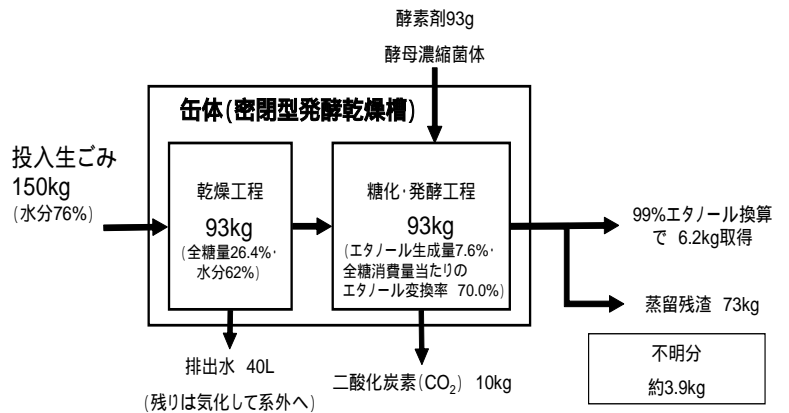 酵素剤93g
酵母濃縮菌体
缶体(密閉型発酵乾燥槽)
投入生ごみ
150kg
(水分76%)
乾燥工程
93kg
(全糖量26.4%・
水分62%)
糖化・発酵工程
93kg
(エタノール生成量7.6%・
全糖消費量当たりの
エタノール変換率 70.0%)
99%エタノール換算
で 6.2kg取得
蒸留残渣 73kg
排出水 40L
(残りは気化して系外へ)
二酸化炭素(CO₂) 10kg
不明分
約3.9kg